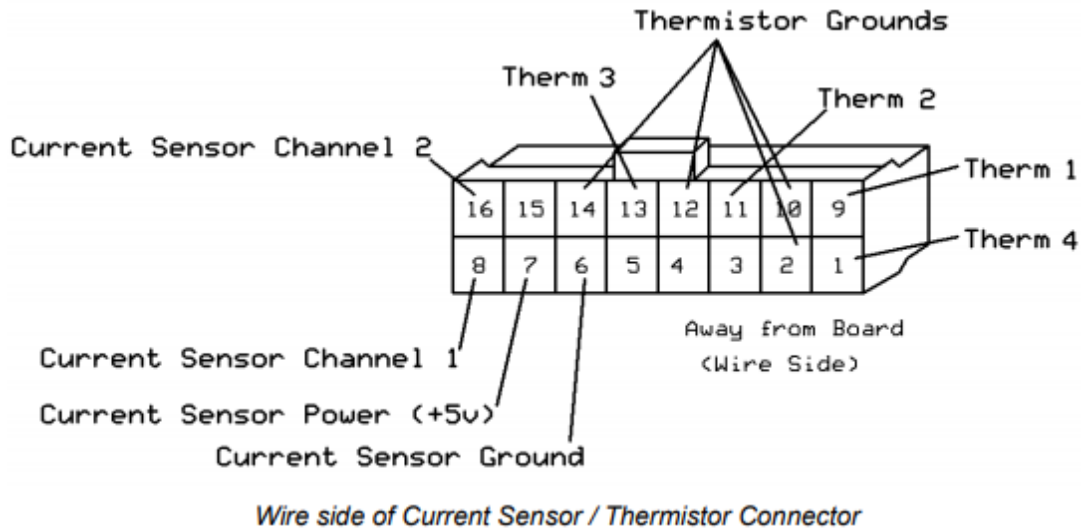 Thermistor Grounds
Therm 3
Therm 2
Current Sensor Channel 2
Therm 1
16 15 14 13 12 11 10 9
Therm 4
8 7 6 5 4 3 2 1
Away from Board
(Wire Side)
Current Sensor Channel 1
Current Sensor Power (+5v)
Current Sensor Ground
Wire side of Current Sensor / Thermistor Connector